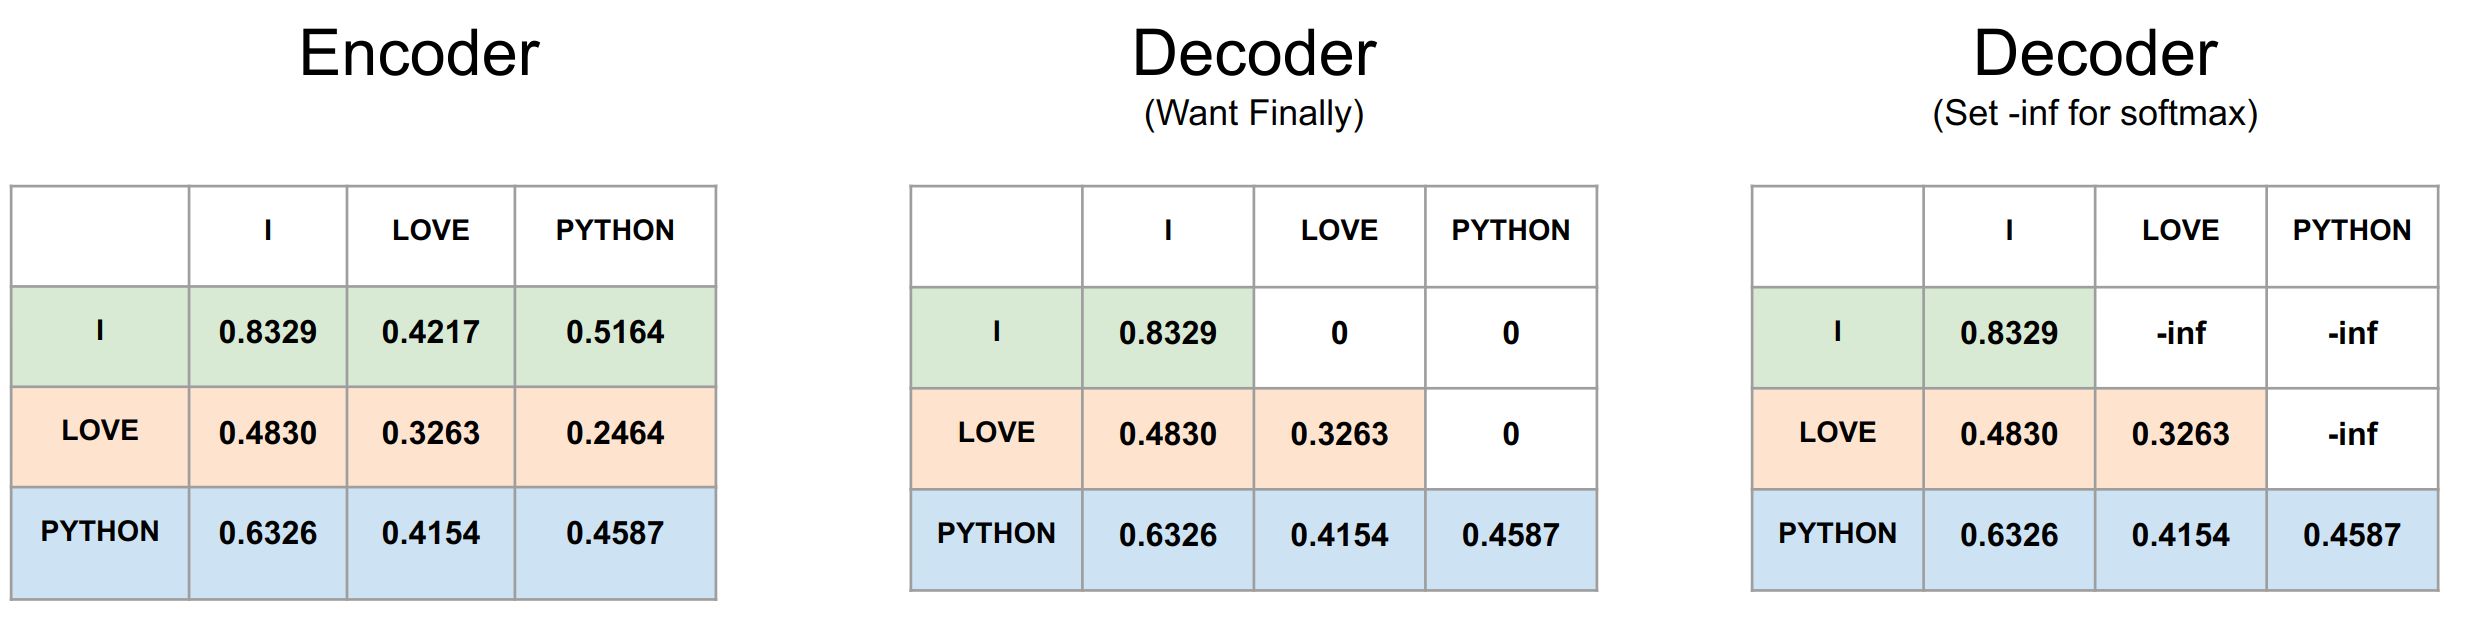 Encoder
I LOVE PYTHON
I 0.8329 0.4217 0.5164
LOVE 0.4830 0.3263 0.2464
PYTHON 0.6326 0.4154 0.4587
Decoder
(Want Finally)
I LOVE PYTHON
I 0.8329 0 0
LOVE 0.4830 0.3263 0
PYTHON 0.6326 0.4154 0.4587
Decoder
(Set -inf for softmax)
I LOVE PYTHON
I 0.8329 -inf -inf
LOVE 0.4830 0.3263 -inf
PYTHON 0.6326 0.4154 0.4587